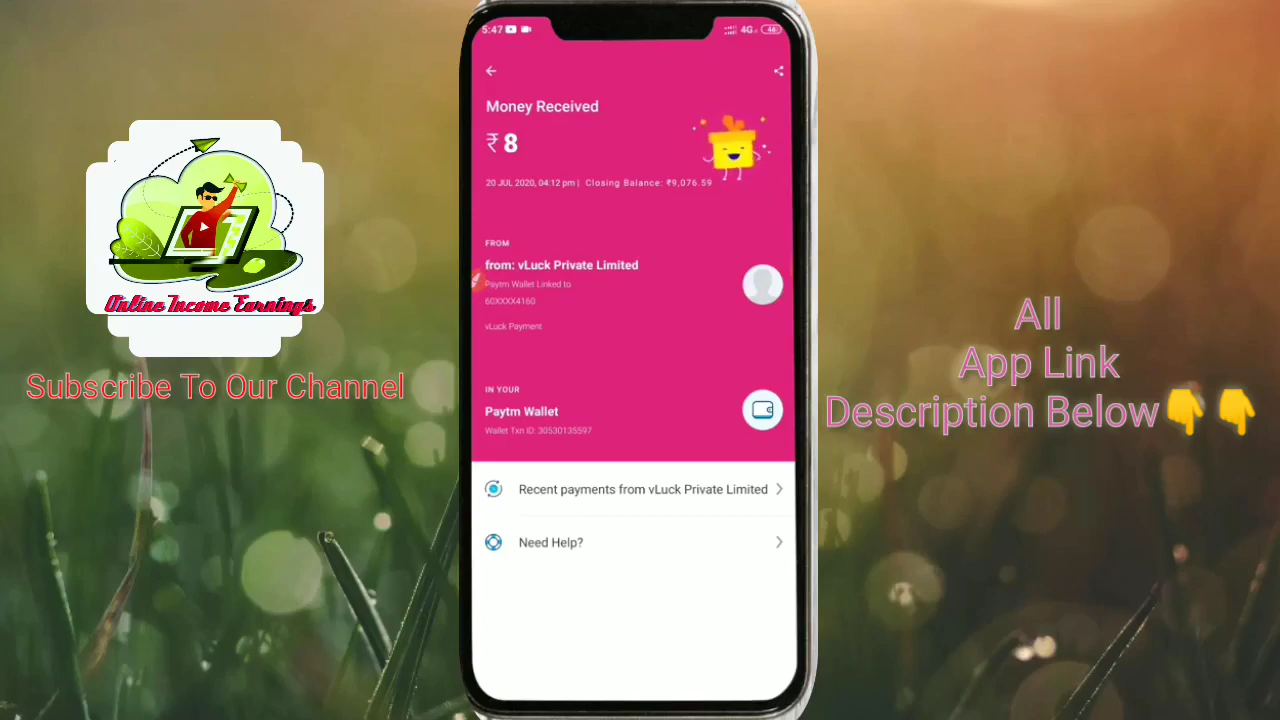 5:47
4G
46
Money Received
₹ 8
20 JUL 2020, 04:12 pm | Closing Balance: ₹9,076.59
FROM
from: vLuck Private Limited
Paytm Wallet Linked to
60XXXX4160
vLuck Payment
IN YOUR
Paytm Wallet
Wallet Txn ID: 30530135597
Recent payments from vLuck Private Limited
Need Help?
Online Income Earnings
Subscribe To Our Channel
All
App Link
Description Below👇👇